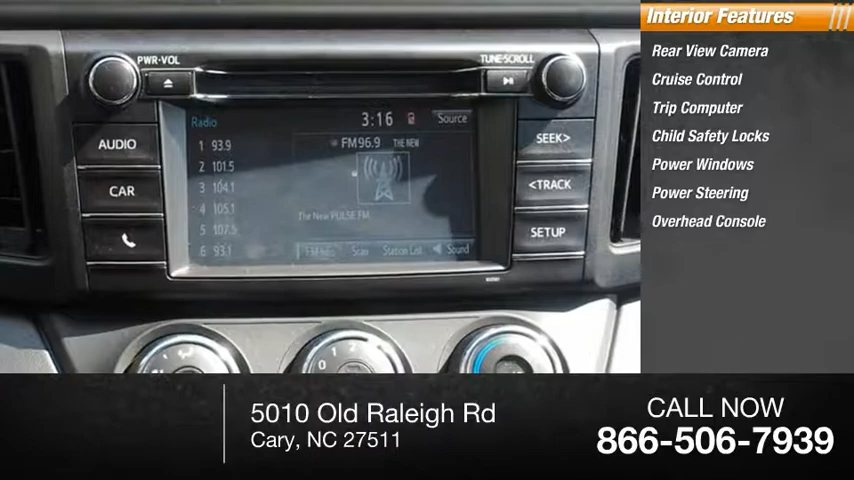 PWR·VOL
TUNE·SCROLL
AUDIO
CAR
SEEK>
<TRACK
SETUP
Radio
3:16
Source
1 93.9
2 101.5
3 104.1
4 105.1
5 107.5
6 93.1
FM96.9 THE NEW
The New PULSE FM
Scan
Station List
Sound
Interior Features
Rear View Camera
Cruise Control
Trip Computer
Child Safety Locks
Power Windows
Power Steering
Overhead Console
5010 Old Raleigh Rd
Cary, NC 27511
CALL NOW
866-506-7939